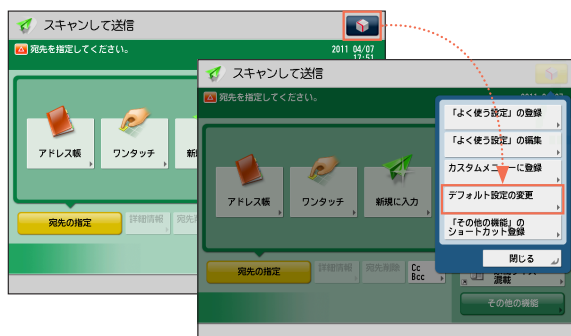 スキャンして送信
宛先を指定してください。
2011 04/07
17:51
アドレス帳
ワンタッチ
新
宛先の指定
詳細情報
宛先
スキャンして送信
宛先を指定してください。
アドレス帳
ワンタッチ
新規に入力
宛先の指定
詳細情報
宛先削除
Cc
Bcc
「よく使う設定」の登録
「よく使う設定」の編集
カスタムメニューに登録
デフォルト設定の変更
「その他の機能」の
ショートカット登録
閉じる
混載
その他の機能